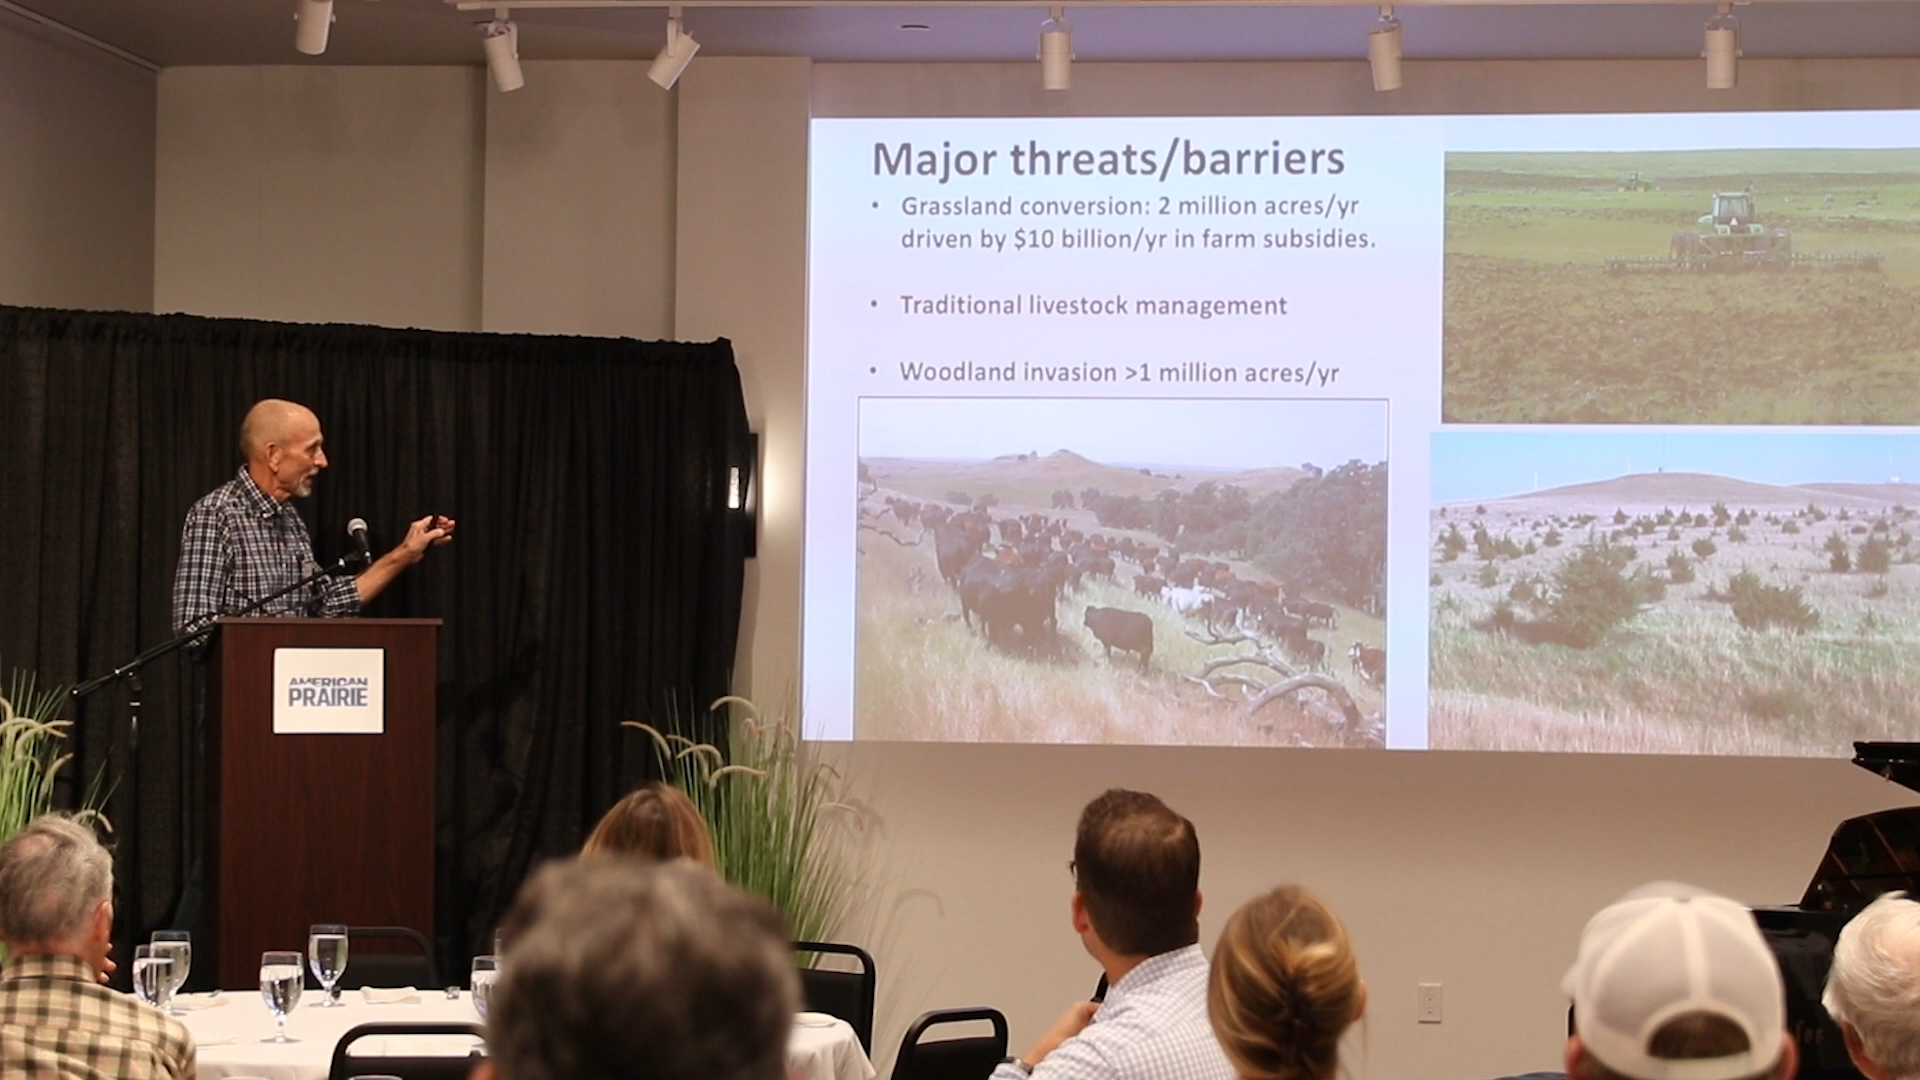 Major threats/barriers
• Grassland conversion: 2 million acres/yr
driven by $10 billion/yr in farm subsidies.
• Traditional livestock management
• Woodland invasion >1 million acres/yr
AMERICAN
PRAIRIE